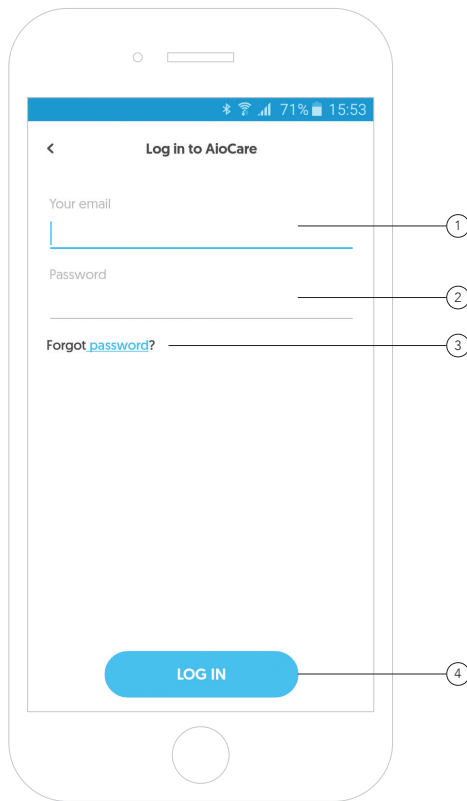 71% 15:53
Log in to AioCare
Your email
1
Password
2
Forgot password?
3
LOG IN
4